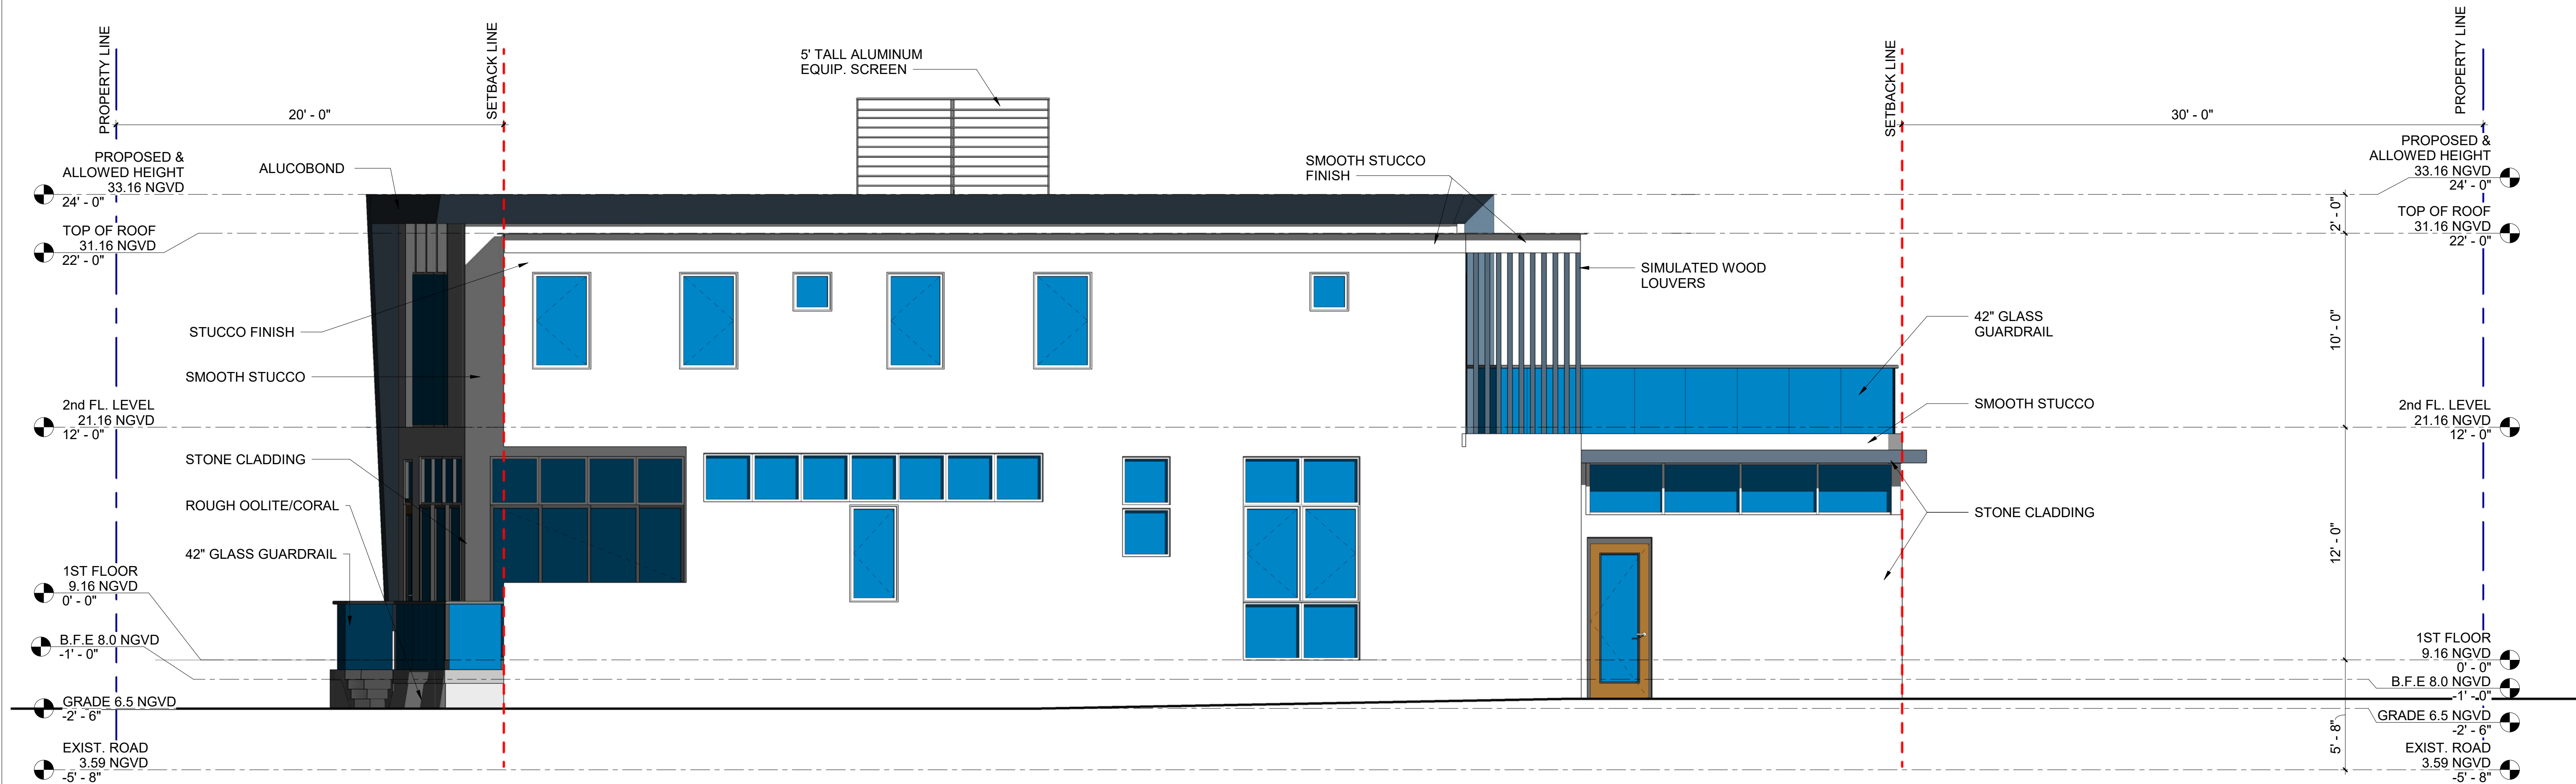 PROPERTY LINE
SETBACK LINE
SETBACK LINE
PROPERTY LINE
5' TALL ALUMINUM
EQUIP. SCREEN
20' - 0"
30' - 0"
PROPOSED &
ALLOWED HEIGHT
33.16 NGVD
24' - 0"
ALUCOBOND
SMOOTH STUCCO
FINISH
PROPOSED &
ALLOWED HEIGHT
33.16 NGVD
24' - 0"
TOP OF ROOF
31.16 NGVD
22' - 0"
2' - 0"
TOP OF ROOF
31.16 NGVD
22' - 0"
SIMULATED WOOD
LOUVERS
STUCCO FINISH
42" GLASS
GUARDRAIL
10' - 0"
SMOOTH STUCCO
2nd FL. LEVEL
21.16 NGVD
12' - 0"
SMOOTH STUCCO
2nd FL. LEVEL
21.16 NGVD
12' - 0"
STONE CLADDING
ROUGH OOLITE/CORAL
STONE CLADDING
42" GLASS GUARDRAIL
12' - 0"
1ST FLOOR
9.16 NGVD
0' - 0"
B.F.E 8.0 NGVD
-1' - 0"
1ST FLOOR
9.16 NGVD
0' - 0"
B.F.E 8.0 NGVD
-1' - 0"
GRADE 6.5 NGVD
-2' - 6"
GRADE 6.5 NGVD
-2' - 6"
5' - 8"
EXIST. ROAD
3.59 NGVD
-5' - 8"
EXIST. ROAD
3.59 NGVD
-5' - 8"